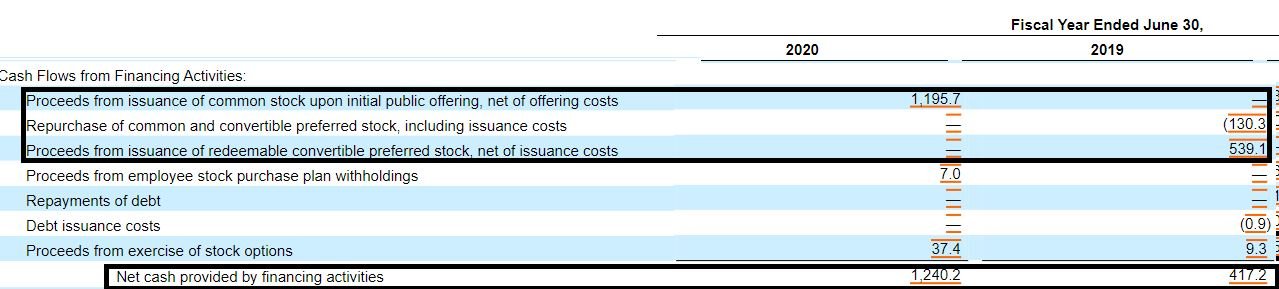 Fiscal Year Ended June 30,
2020 2019
Cash Flows from Financing Activities:
Proceeds from issuance of common stock upon initial public offering, net of offering costs 1,195.7 —
Repurchase of common and convertible preferred stock, including issuance costs — (130.3
Proceeds from issuance of redeemable convertible preferred stock, net of issuance costs — 539.1
Proceeds from employee stock purchase plan withholdings 7.0 —
Repayments of debt — —
Debt issuance costs — (0.9)
Proceeds from exercise of stock options 37.4 9.3
Net cash provided by financing activities 1,240.2 417.2